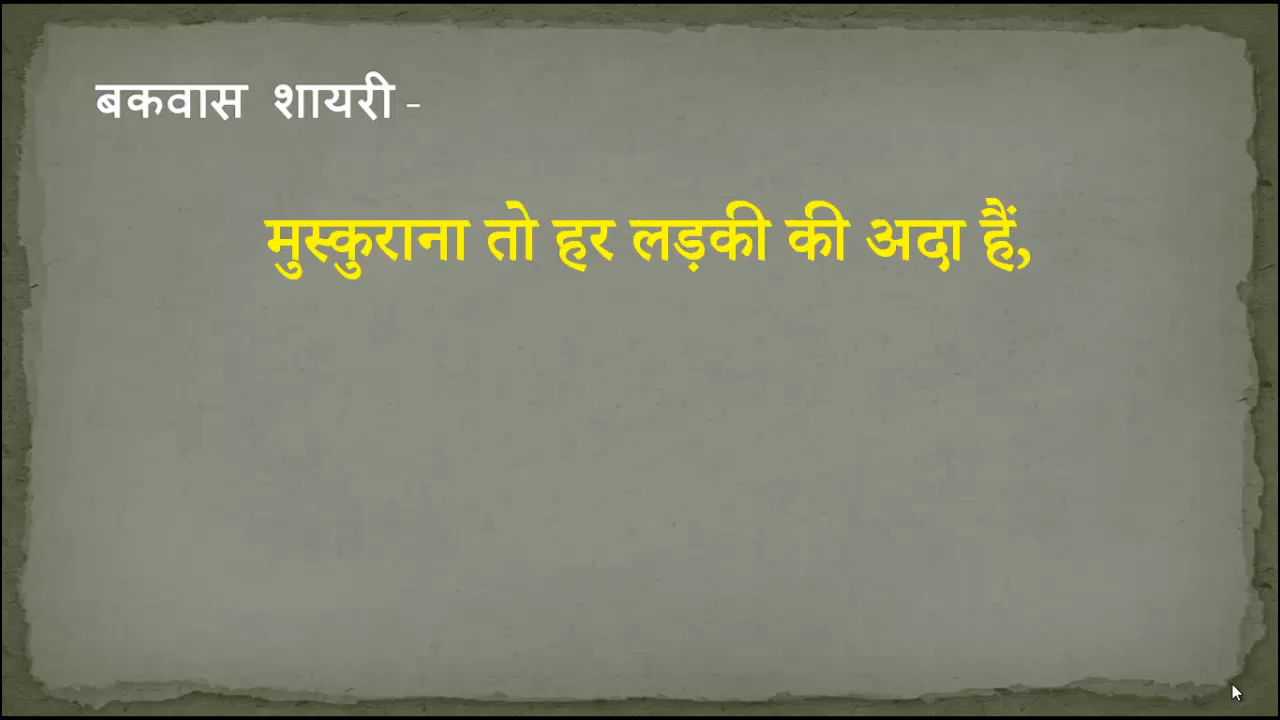 बकवास शायरी -
मुस्कुराना तो हर लड़की की अदा हैं,